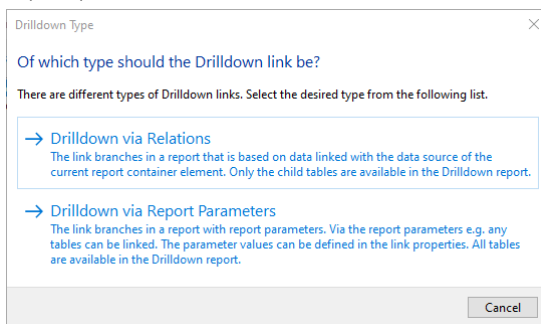 Drilldown Type
Of which type should the Drilldown link be?
There are different types of Drilldown links. Select the desired type from the following list.
Drilldown via Relations
The link branches in a report that is based on data linked with the data source of the
current report container element. Only the child tables are available in the Drilldown report.
Drilldown via Report Parameters
The link branches in a report with report parameters. Via the report parameters e.g. any
tables can be linked. The parameter values can be defined in the link properties. All tables
are available in the Drilldown report.
Cancel